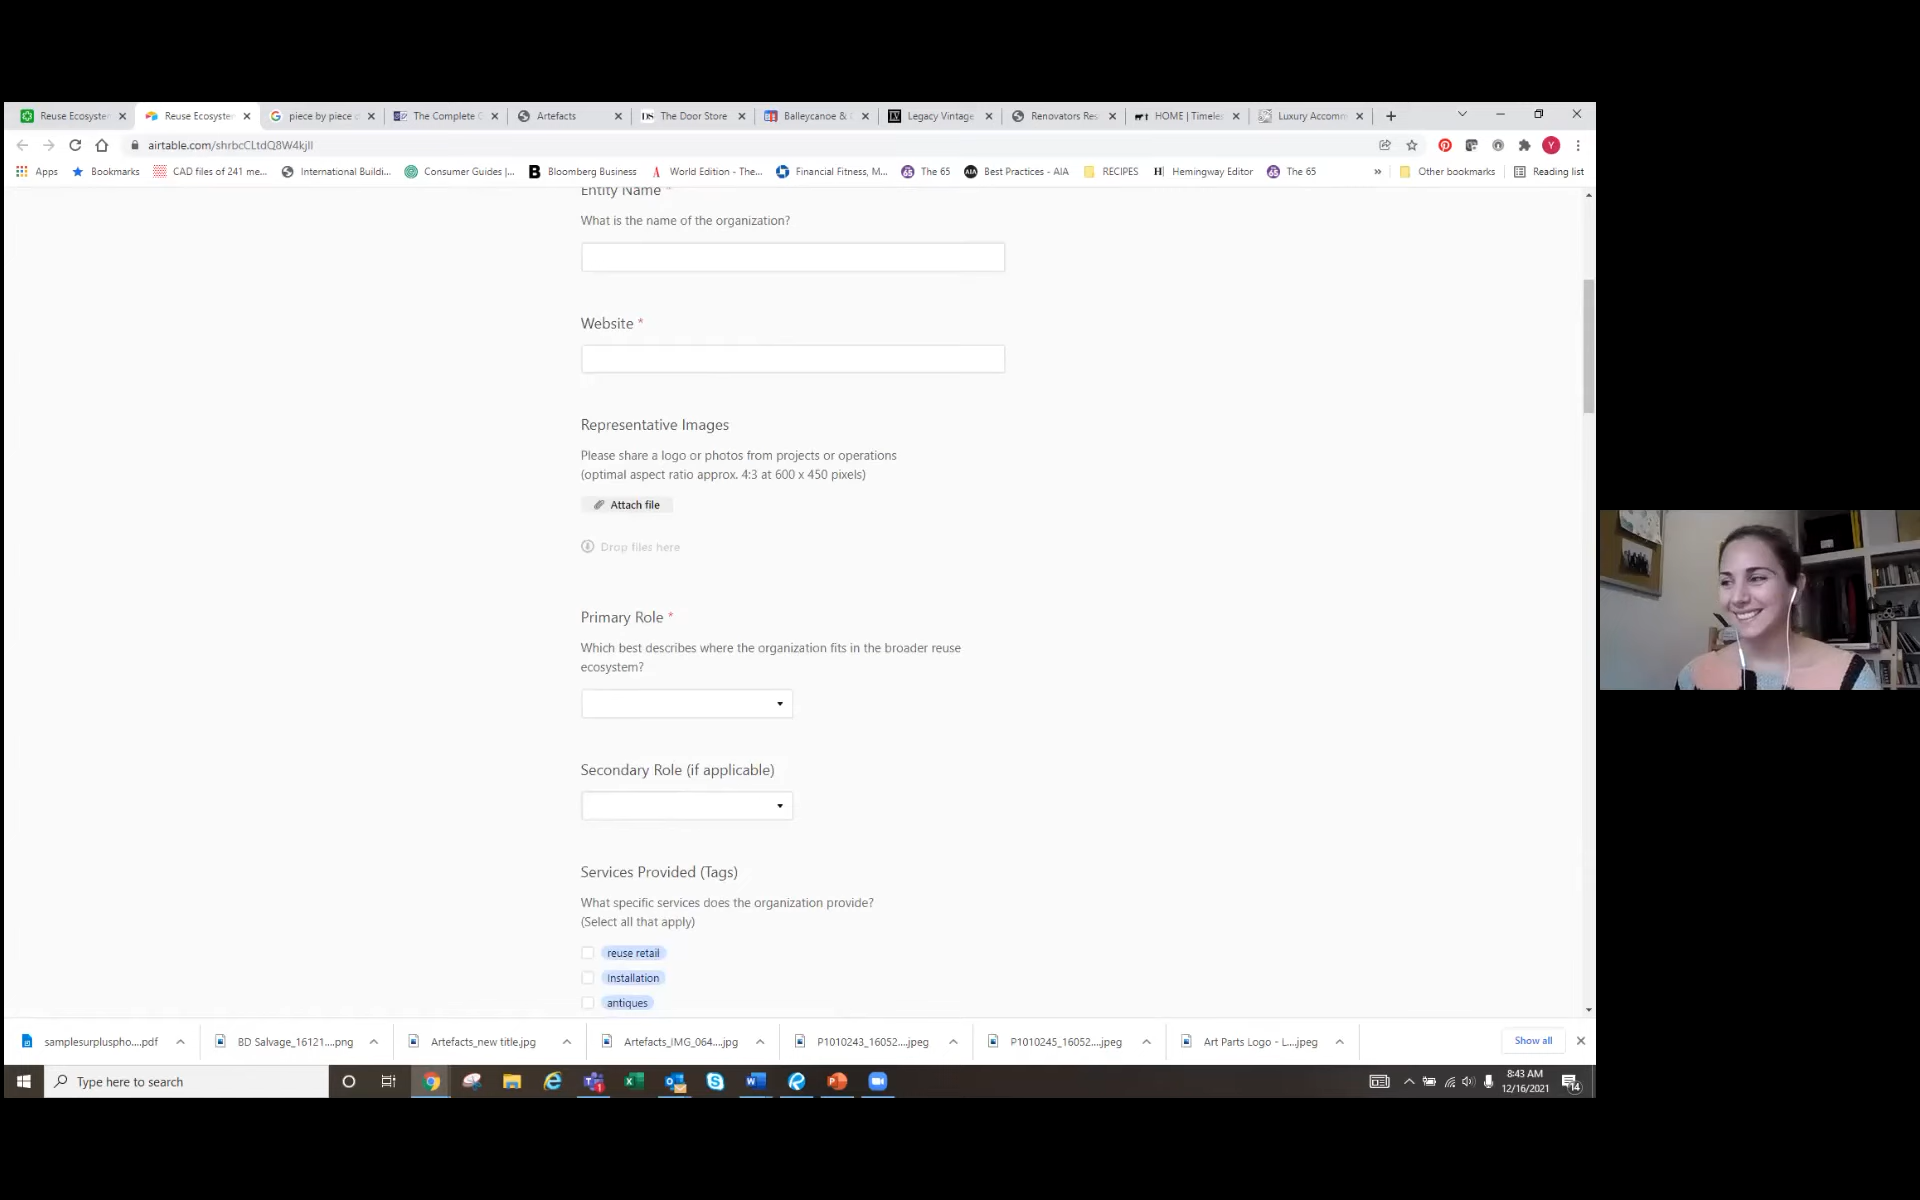 Reuse Ecosyste
Reuse Ecosyster
piece by piece
The Complete
Artefacts
DS The Door Store
Balleycanoe &
LV Legacy Vintage
Renovators Res
HOME | Timeles
Luxury Accomm
airtable.com/shrbcCLtdQ8W4kjII
Y
Apps
Bookmarks
CAD files of 241 me...
International Buildi...
Consumer Guides |...
B Bloomberg Business
World Edition - The...
Financial Fitness, M...
65 The 65
AIA Best Practices - AIA
RECIPES
H Hemingway Editor
65 The 65
»
Other bookmarks
Reading list
Entity Name *
What is the name of the organization?
Website *
Representative Images
Please share a logo or photos from projects or operations
(optimal aspect ratio approx. 4:3 at 600 x 450 pixels)
Attach file
Drop files here
Primary Role *
Which best describes where the organization fits in the broader reuse
ecosystem?
Secondary Role (if applicable)
Services Provided (Tags)
What specific services does the organization provide?
(Select all that apply)
reuse retail
Installation
antiques
samplesurpluspho....pdf
BD Salvage_16121....png
Artefacts_new title.jpg
Artefacts_IMG_064....jpg
P1010243_16052....jpeg
P1010245_16052....jpeg
Art Parts Logo - L....jpeg
Show all
Type here to search
8:43 AM
12/16/2021
14